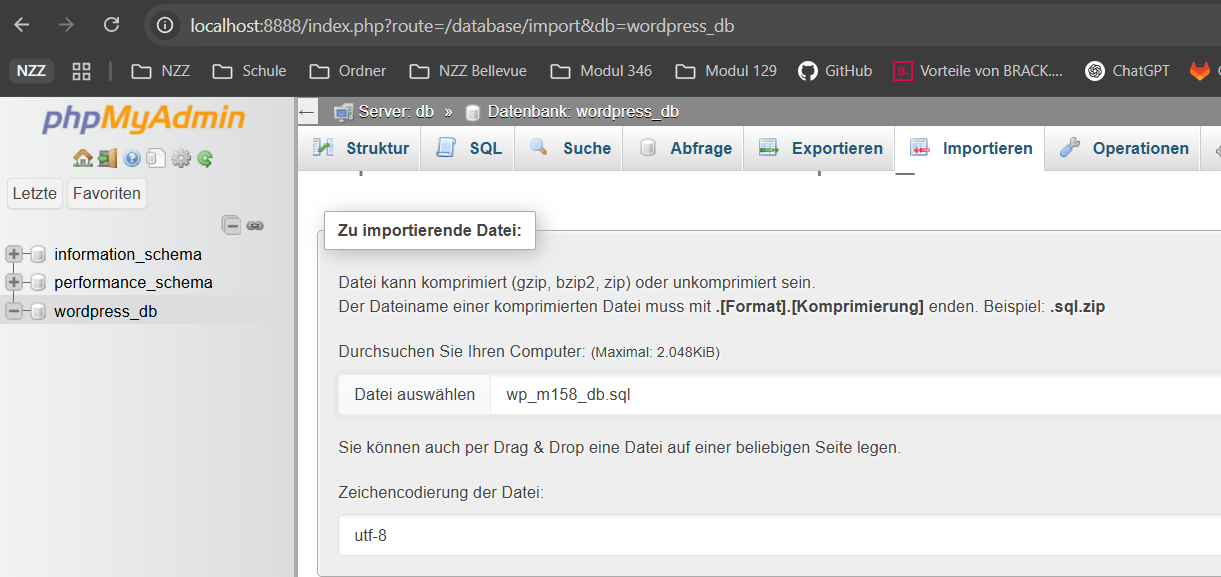 localhost:8888/index.php?route=/database/import&db=wordpress_db
NZZ NZZ Schule Ordner NZZ Bellevue Modul 346 Modul 129 GitHub B. Vorteile von BRACK.... ChatGPT
phpMyAdmin
Letzte Favoriten
information_schema
performance_schema
wordpress_db
Server: db » Datenbank: wordpress_db
Struktur SQL Suche Abfrage Exportieren Importieren Operationen
Zu importierende Datei:
Datei kann komprimiert (gzip, bzip2, zip) oder unkomprimiert sein.
Der Dateiname einer komprimierten Datei muss mit .[Format].[Komprimierung] enden. Beispiel: .sql.zip
Durchsuchen Sie Ihren Computer: (Maximal: 2.048KiB)
Datei auswählen wp_m158_db.sql
Sie können auch per Drag & Drop eine Datei auf einer beliebigen Seite legen.
Zeichencodierung der Datei:
utf-8